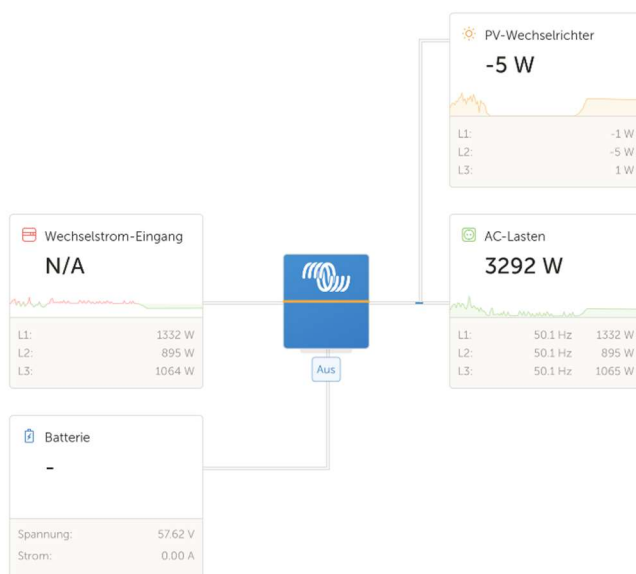 PV-Wechselrichter
-5 W
L1: -1 W
L2: -5 W
L3: 1 W
Wechselstrom-Eingang
N/A
L1: 1332 W
L2: 895 W
L3: 1064 W
AC-Lasten
3292 W
L1: 50.1 Hz 1332 W
L2: 50.1 Hz 895 W
L3: 50.1 Hz 1065 W
Aus
Batterie
-
Spannung: 57.62 V
Strom: 0.00 A